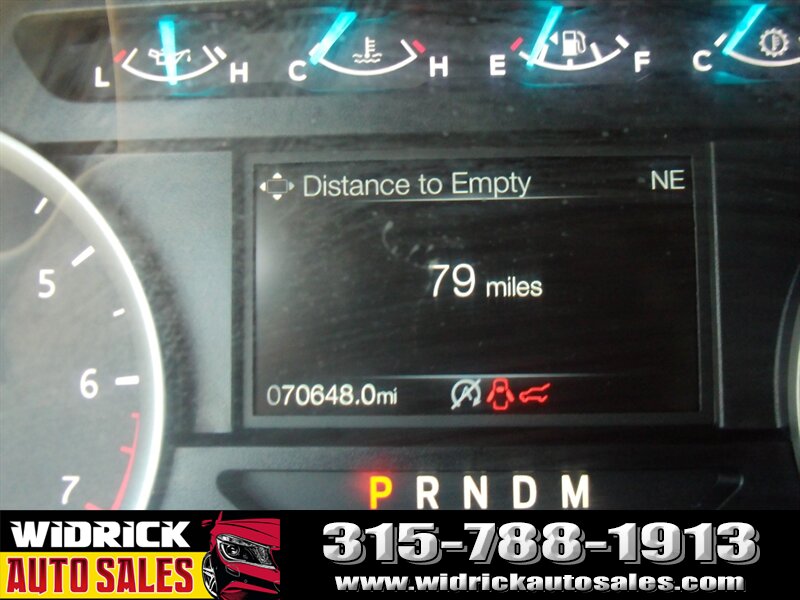 L H C H E F C
Distance to Empty NE
5
79 miles
6
070648.0mi
7
P R N D M
WIDRICK
AUTO SALES
315-788-1913
www.widrickautosales.com